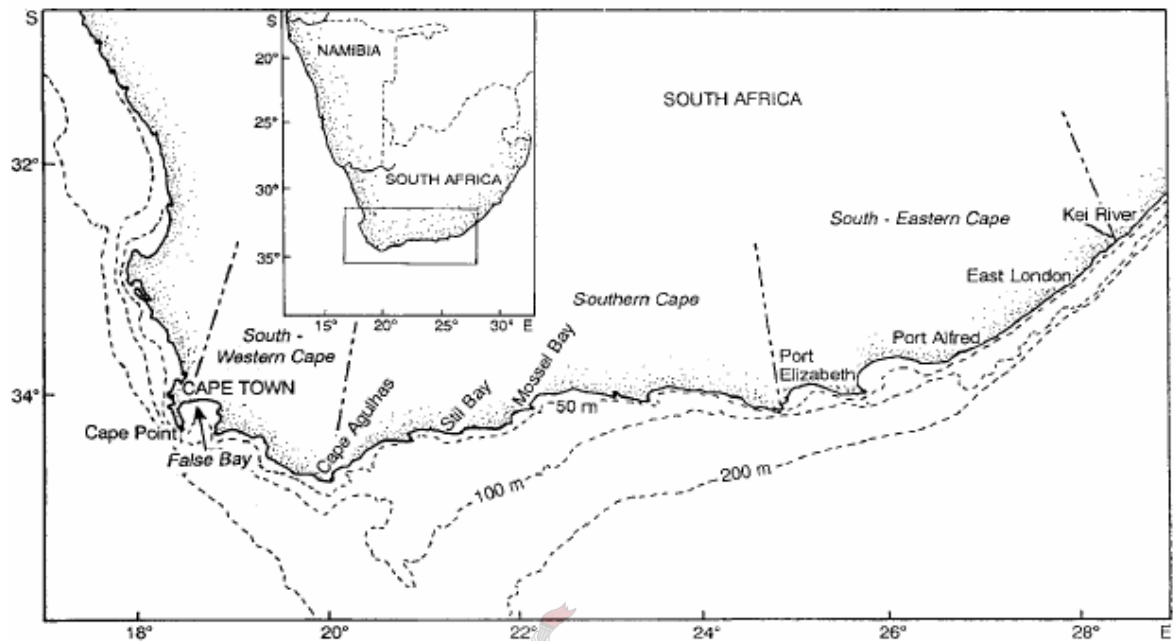 S
32°
34°
18°
20°
22°
24°
26°
28°
E
S
20°
25°
30°
35°
15°
20°
25°
30°
E
NAMIBIA
SOUTH AFRICA
SOUTH AFRICA
South - Eastern Cape
Kei River
East London
Port Alfred
Port
Elizabeth
Southern Cape
South -
Western Cape
CAPE TOWN
Cape Point
False Bay
Cape Agulhas
Still Bay
Mossel Bay
50 m
100 m
200 m